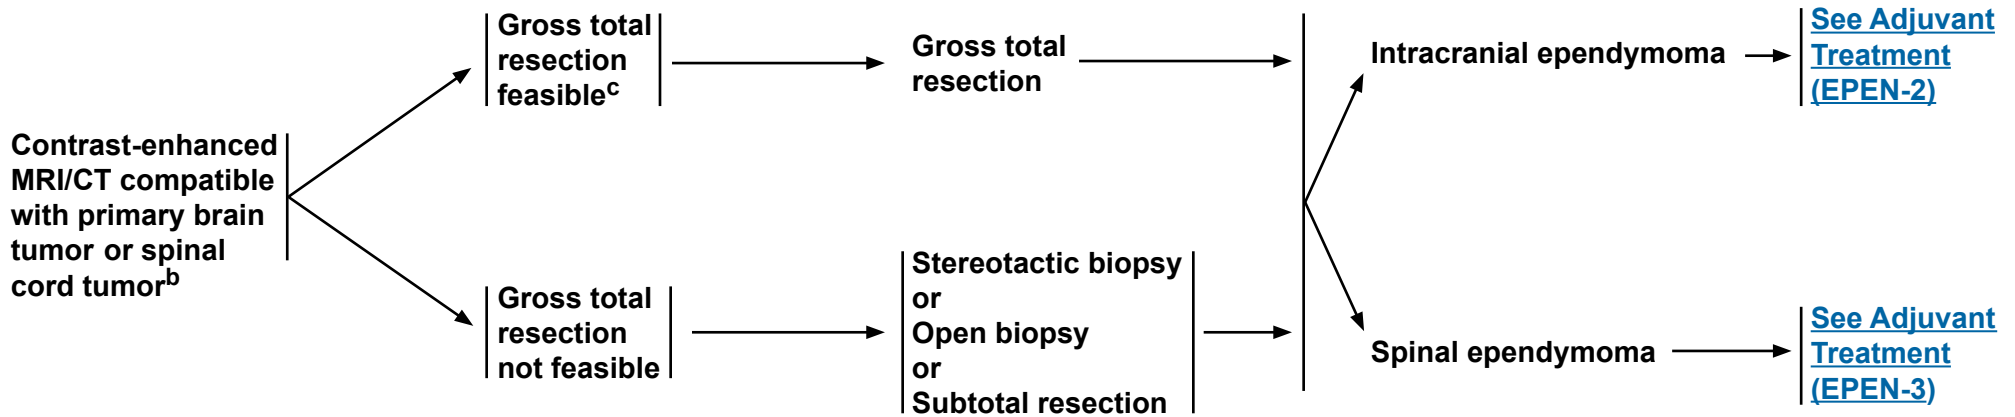 Contrast-enhanced
MRI/CT compatible
with primary brain
tumor or spinal
cord tumorb
Gross total
resection
feasiblec
Gross total
resection
Gross total
resection
not feasible
Stereotactic biopsy
or
Open biopsy
or
Subtotal resection
Intracranial ependymoma
See Adjuvant
Treatment
(EPEN-2)
Spinal ependymoma
See Adjuvant
Treatment
(EPEN-3)